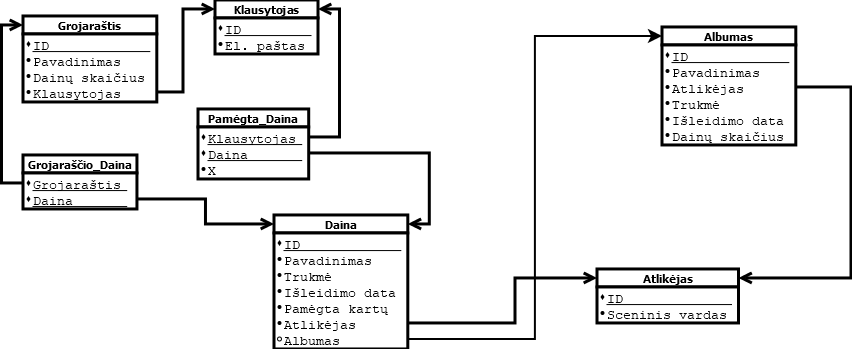 Grojaraštis
ID
Pavadinimas
Dainų skaičius
Klausytojas
Klausytojas
ID
El. paštas
Albumas
ID
Pavadinimas
Atlikėjas
Trukmė
Išleidimo data
Dainų skaičius
Pamėgta_Daina
Klausytojas
Daina
X
Grojaraščio_Daina
Grojaraštis
Daina
Daina
ID
Pavadinimas
Trukmė
Išleidimo data
Pamėgta kartų
Atlikėjas
Albumas
Atlikėjas
ID
Sceninis vardas